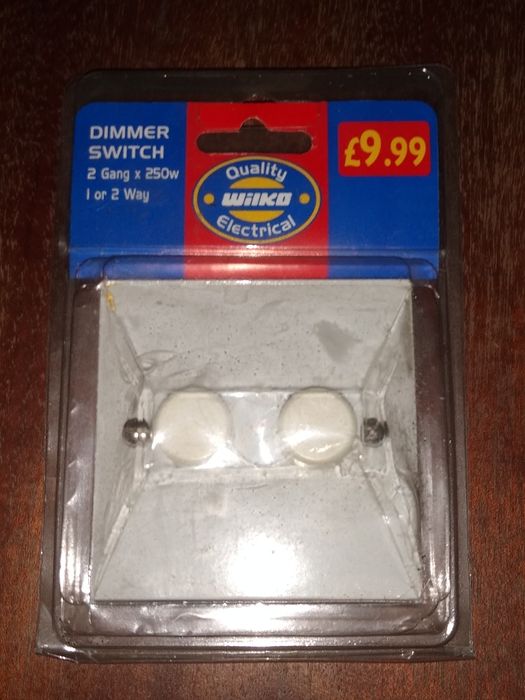 DIMMER
SWITCH
2 Gang x 250w
1 or 2 Way
Quality
WilKO
Electrical
£9.99